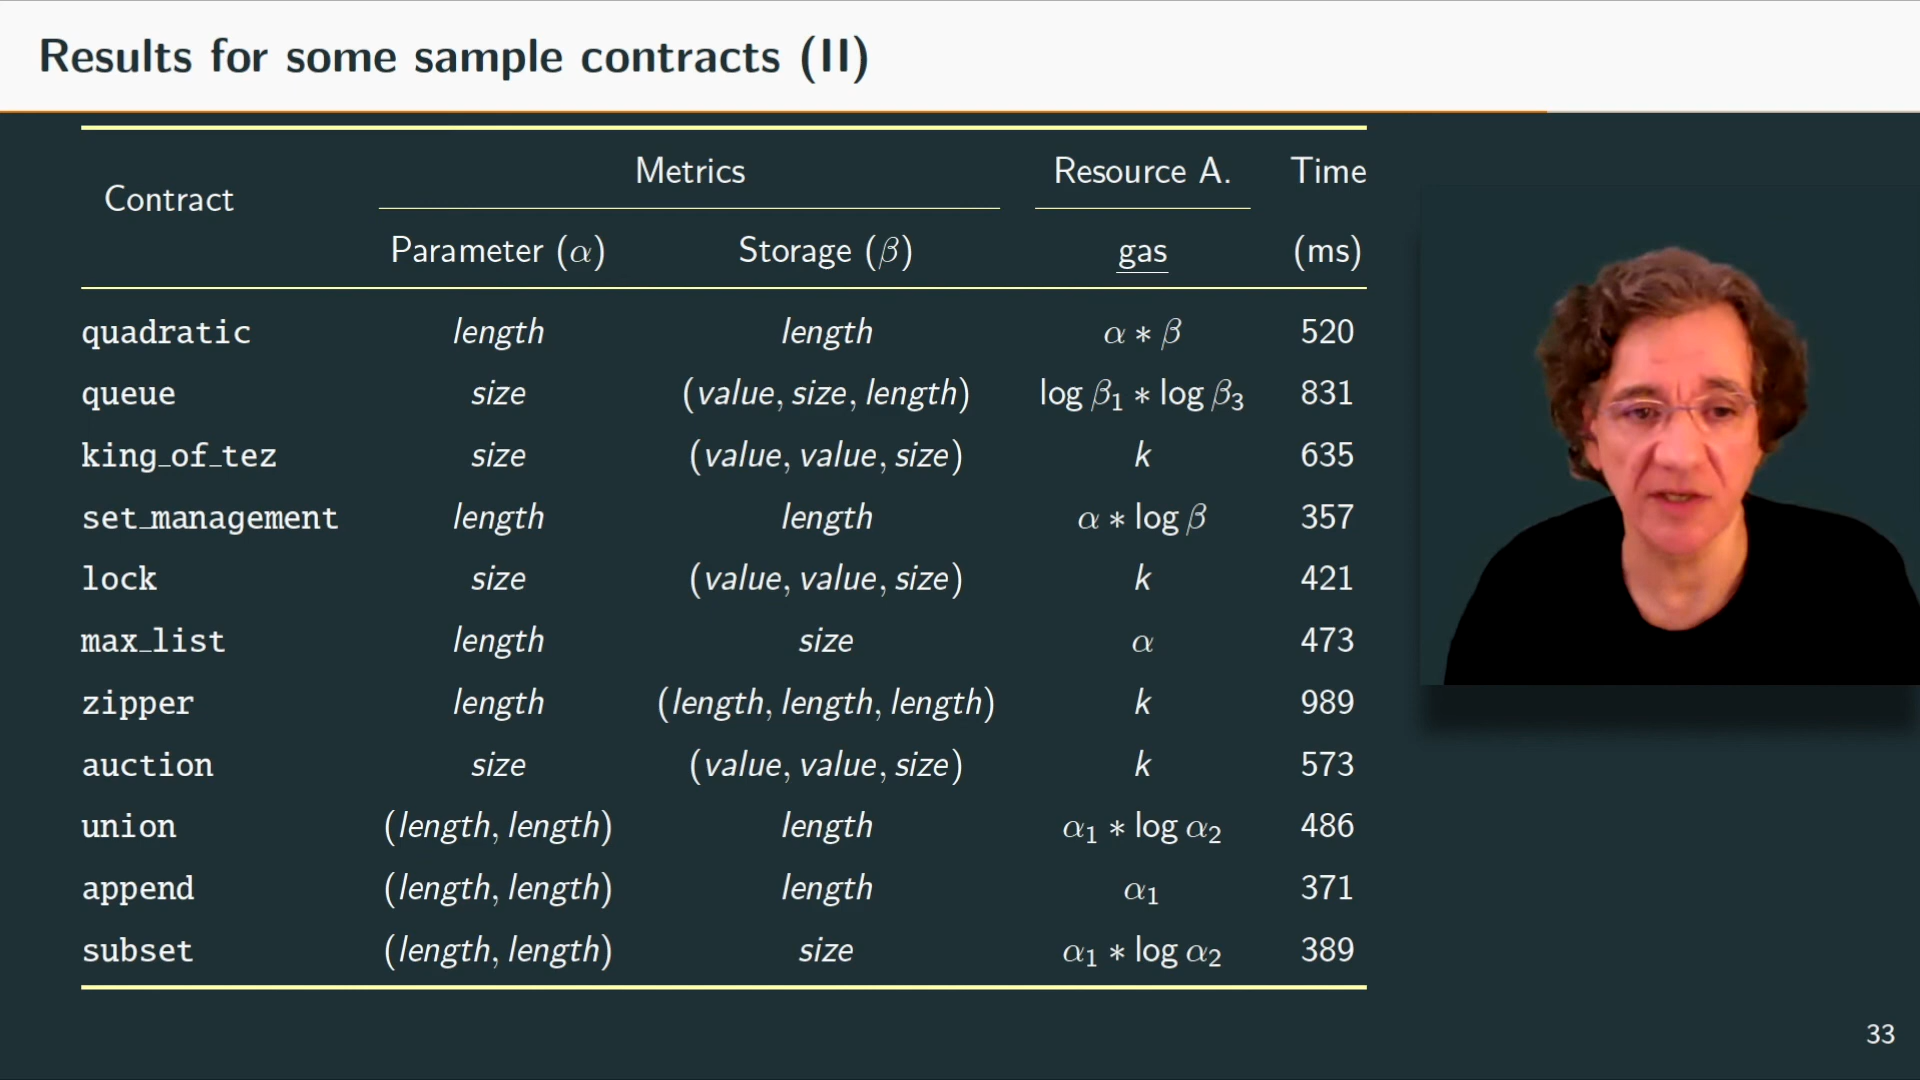 Results for some sample contracts (II)
Contract Metrics Resource A. Time
Parameter (α) Storage (β) gas (ms)
quadratic length length α ∗ β 520
queue size (value, size, length) log β₁ ∗ log β₃ 831
king_of_tez size (value, value, size) k 635
set_management length length α ∗ log β 357
lock size (value, value, size) k 421
max_list length size α 473
zipper length (length, length, length) k 989
auction size (value, value, size) k 573
union (length, length) length α₁ ∗ log α₂ 486
append (length, length) length α₁ 371
subset (length, length) size α₁ ∗ log α₂ 389
33